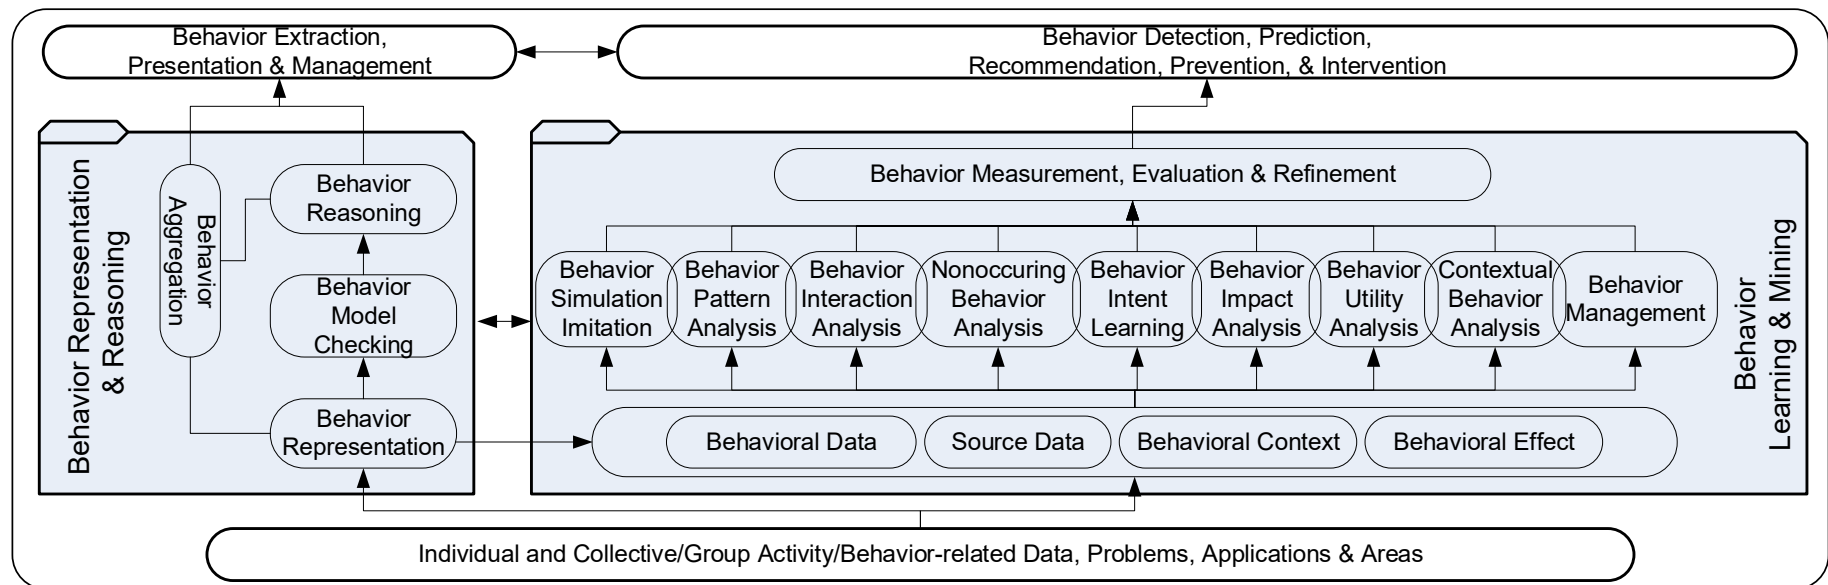 Behavior Extraction,
Presentation & Management
Behavior Detection, Prediction,
Recommendation, Prevention, & Intervention
Behavior Representation
& Reasoning
Behavior
Aggregation
Behavior
Reasoning
Behavior
Model
Checking
Behavior
Representation
Behavior Measurement, Evaluation & Refinement
Behavior
Simulation
Imitation
Behavior
Pattern
Analysis
Behavior
Interaction
Analysis
Nonoccuring
Behavior
Analysis
Behavior
Intent
Learning
Behavior
Impact
Analysis
Behavior
Utility
Analysis
Contextual
Behavior
Analysis
Behavior
Management
Behavioral Data
Source Data
Behavioral Context
Behavioral Effect
Behavior
Learning & Mining
Individual and Collective/Group Activity/Behavior-related Data, Problems, Applications & Areas